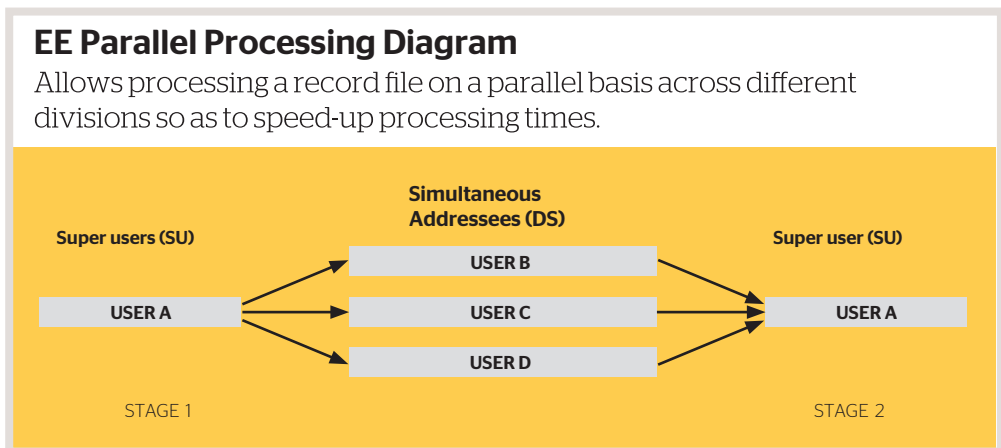 EE Parallel Processing Diagram
Allows processing a record file on a parallel basis across different
divisions so as to speed-up processing times.
Simultaneous
Addressees (DS)
Super users (SU)
Super user (SU)
USER B
USER A
USER C
USER A
USER D
STAGE 1
STAGE 2